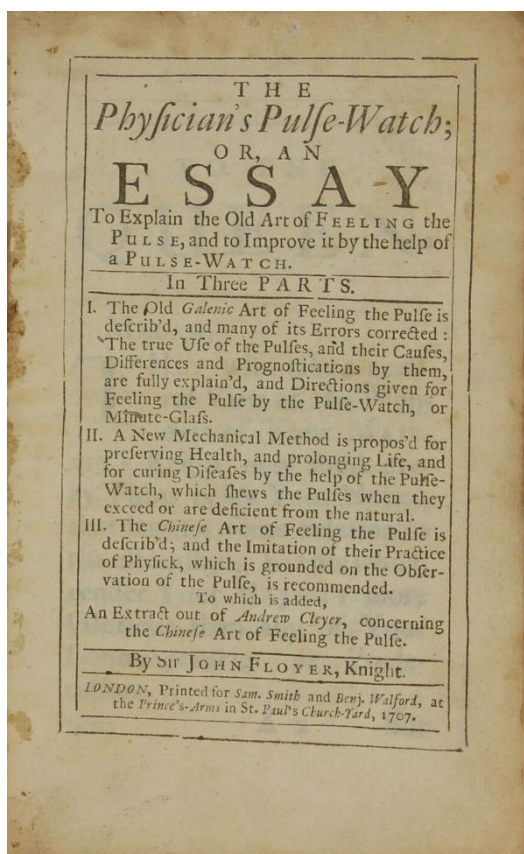 THE
Phyſician's Pulſe-Watch;
OR, AN
ESSAY
To Explain the Old Art of FEELING the
PULSE, and to Improve it by the help of
a PULSE-WATCH.
In Three PARTS.
I. The Old Galenic Art of Feeling the Pulſe is
deſcrib'd, and many of its Errors corrected :
The true Uſe of the Pulſes, and their Cauſes,
Differences and Prognoſtications by them,
are fully explain'd, and Directions given for
Feeling the Pulſe by the Pulſe-Watch, or
Minute-Glaſs.
II. A New Mechanical Method is propos'd for
preſerving Health, and prolonging Life, and
for curing Diſeaſes by the help of the Pulſe-
Watch, which ſhews the Pulſes when they
exceed or are deficient from the natural.
III. The Chineſe Art of Feeling the Pulſe is
deſcrib'd; and the Imitation of their Practice
of Phyſick, which is grounded on the Obſer-
vation of the Pulſe, is recommended.
To which is added,
An Extract out of Andrew Cleyer, concerning
the Chineſe Art of Feeling the Pulſe.
By Sir JOHN FLOYER, Knight.
LONDON, Printed for Sam. Smith and Benj. Walford, at
the Prince's-Arms in St. Paul's Church-Yard, 1707.